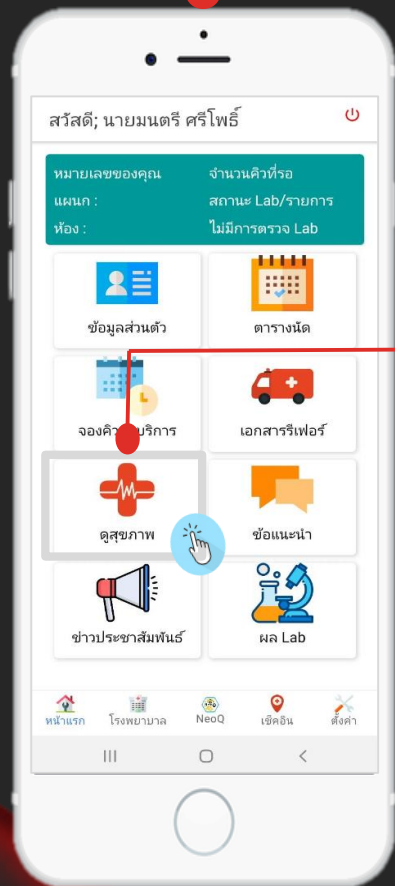 สวัสดี; นายมนตรี ศรีโพธิ์
หมายเลขของคุณ จำนวนคิวที่รอ
แผนก : สถานะ Lab/รายการ
ห้อง : ไม่มีการตรวจ Lab
ข้อมูลส่วนตัว ตารางนัด
จองคิว บริการ เอกสารรีเฟอร์
ดูสุขภาพ ข้อแนะนำ
ข่าวประชาสัมพันธ์ ผล Lab
หน้าแรก โรงพยาบาล NeoQ เช็คอิน ตั้งค่า